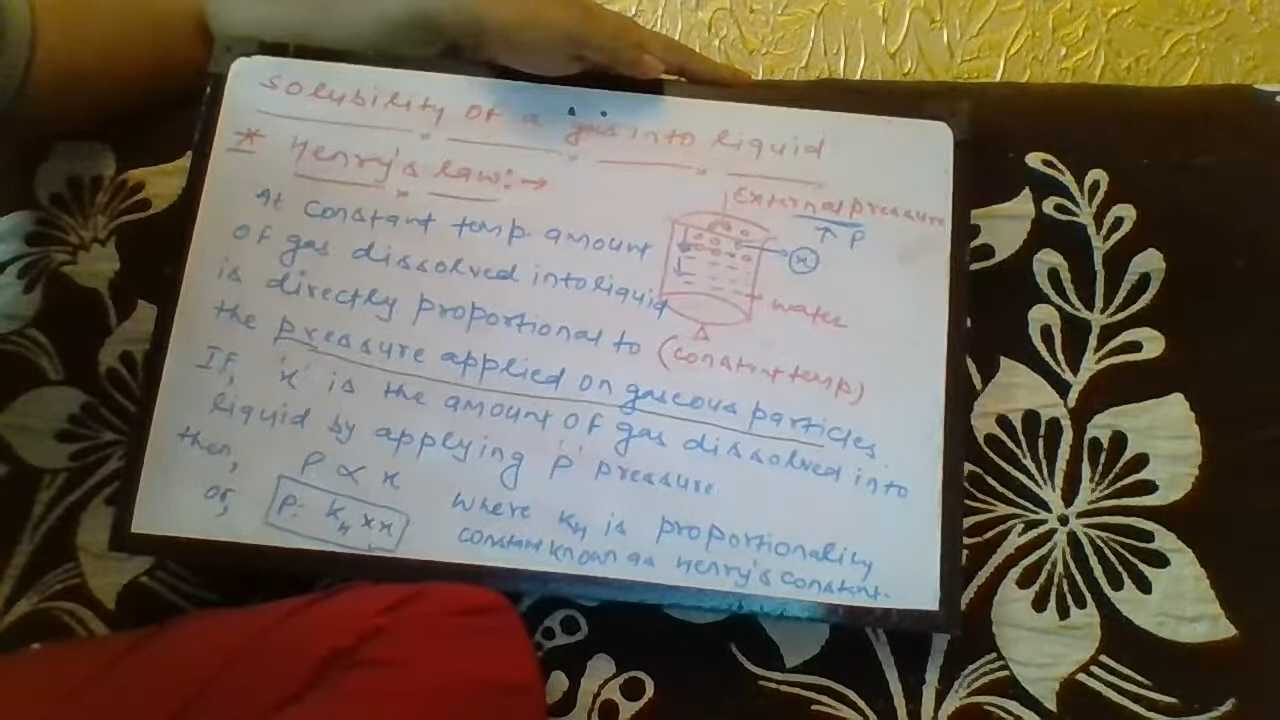 Solubility of a gas into liquid
* Henry's law:→
At constant temp. amount
of gas dissolved into liquid
is directly proportional to
the pressure applied on gaseous particles
If, 'x' is the amount of gas dissolved into
liquid by applying 'p' pressure.
then, P ∝ x
or, P = K_H × x
where K_H is proportionality
constant known as Henry's constant.
External pressure
↑ P
x
water
Δ
(constant temp)